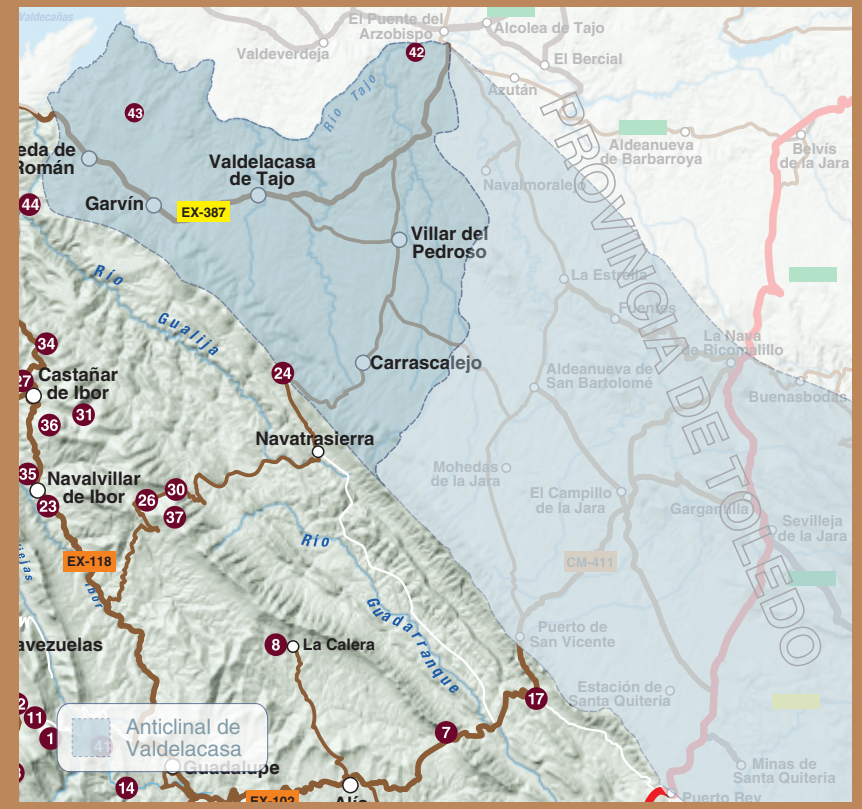 Valdecañas
El Puente del
Arzobispo
Alcolea de Tajo
Valdeverdeja
El Bercial
42
Azután
43
Río Tajo
PROVINCIA DE TOLEDO
Aldeanueva
de Barbarroya
Belvís
de la Jara
eda de
Román
Valdelacasa
de Tajo
Navalmoralejo
Garvín
EX-387
44
Villar del
Pedroso
Río
Gualija
La Estrella
Fuentes
34
La Nava
de Ricomalillo
Carrascalejo
24
27
Castañar
de Ibor
Aldeanueva de
San Bartolomé
Buenasbodas
31
36
Navatrasierra
Mohedas
de la Jara
35
Navalvillar
de Ibor
30
26
23
37
El Campillo
de la Jara
Garganfilla
Sevilleja
de la Jara
Río
Guadarranque
EX-118
CM-411
uejas
Ibor
Puerto de
San Vicente
avezuelas
8
La Calera
Estación de
Santa Quiteria
17
2
11
1
41
Anticlinal de
Valdelacasa
7
Guadalupe
Minas de
Santa Quiteria
14
EX-102
Alía
Puerto Rey